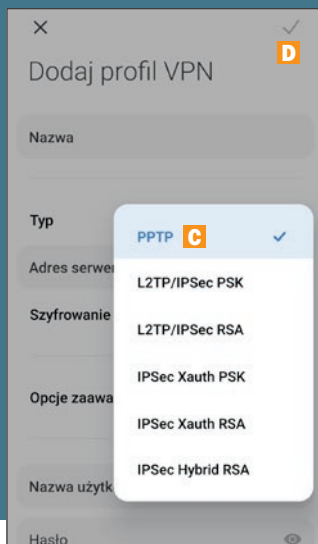 D
Dodaj profil VPN
Nazwa
Typ
PPTP C
Adres serwe
L2TP/IPSec PSK
Szyfrowanie
L2TP/IPSec RSA
IPSec Xauth PSK
Opcje zaawa
IPSec Xauth RSA
IPSec Hybrid RSA
Nazwa użytk
Hasło